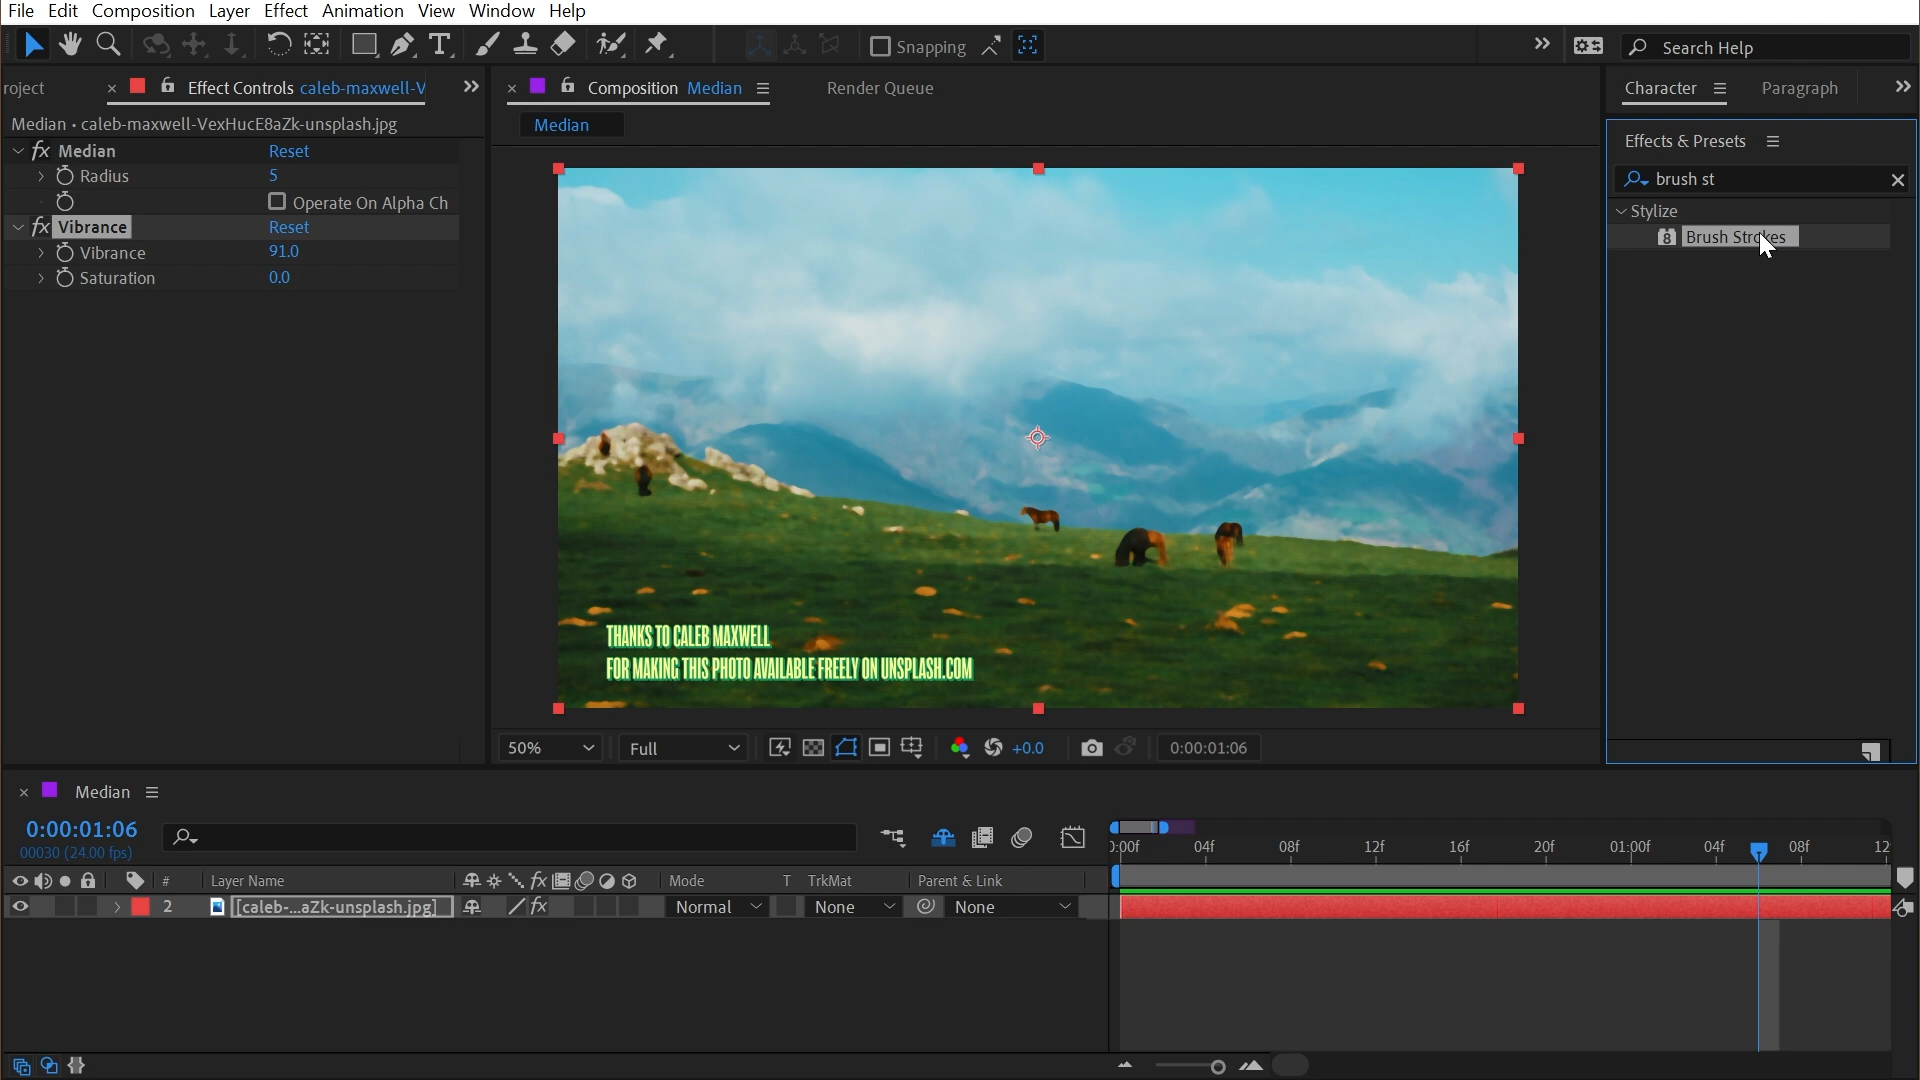 File Edit Composition Layer Effect Animation View Window Help
Snapping
Search Help
roject
Effect Controls caleb-maxwell-V
Composition Median
Render Queue
Character
Paragraph
Median • caleb-maxwell-VexHucE8aZk-unsplash.jpg
Median
Effects & Presets
fx Median Reset
Radius 5
Operate On Alpha Ch
fx Vibrance Reset
Vibrance 91.0
Saturation 0.0
brush st
Stylize
8 Brush Strokes
THANKS TO CALEB MAXWELL
FOR MAKING THIS PHOTO AVAILABLE FREELY ON UNSPLASH.COM
50% Full +0.0 0:00:01:06
Median
0:00:01:06
00030 (24.00 fps)
0:00f 04f 08f 12f 16f 20f 01:00f 04f 08f 12
# Layer Name fx Mode T TrkMat Parent & Link
2 [caleb-...aZk-unsplash.jpg] fx Normal None None